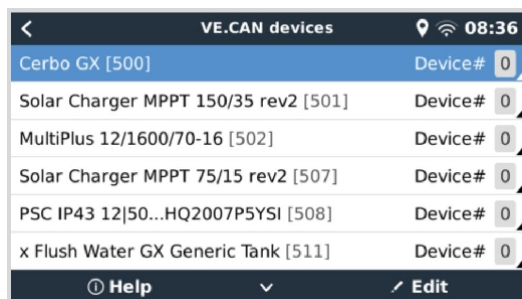 VE.CAN devices 08:36
Cerbo GX [500] Device# 0
Solar Charger MPPT 150/35 rev2 [501] Device# 0
MultiPlus 12/1600/70-16 [502] Device# 0
Solar Charger MPPT 75/15 rev2 [507] Device# 0
PSC IP43 12|50...HQ2007P5YSI [508] Device# 0
x Flush Water GX Generic Tank [511] Device# 0
Help Edit